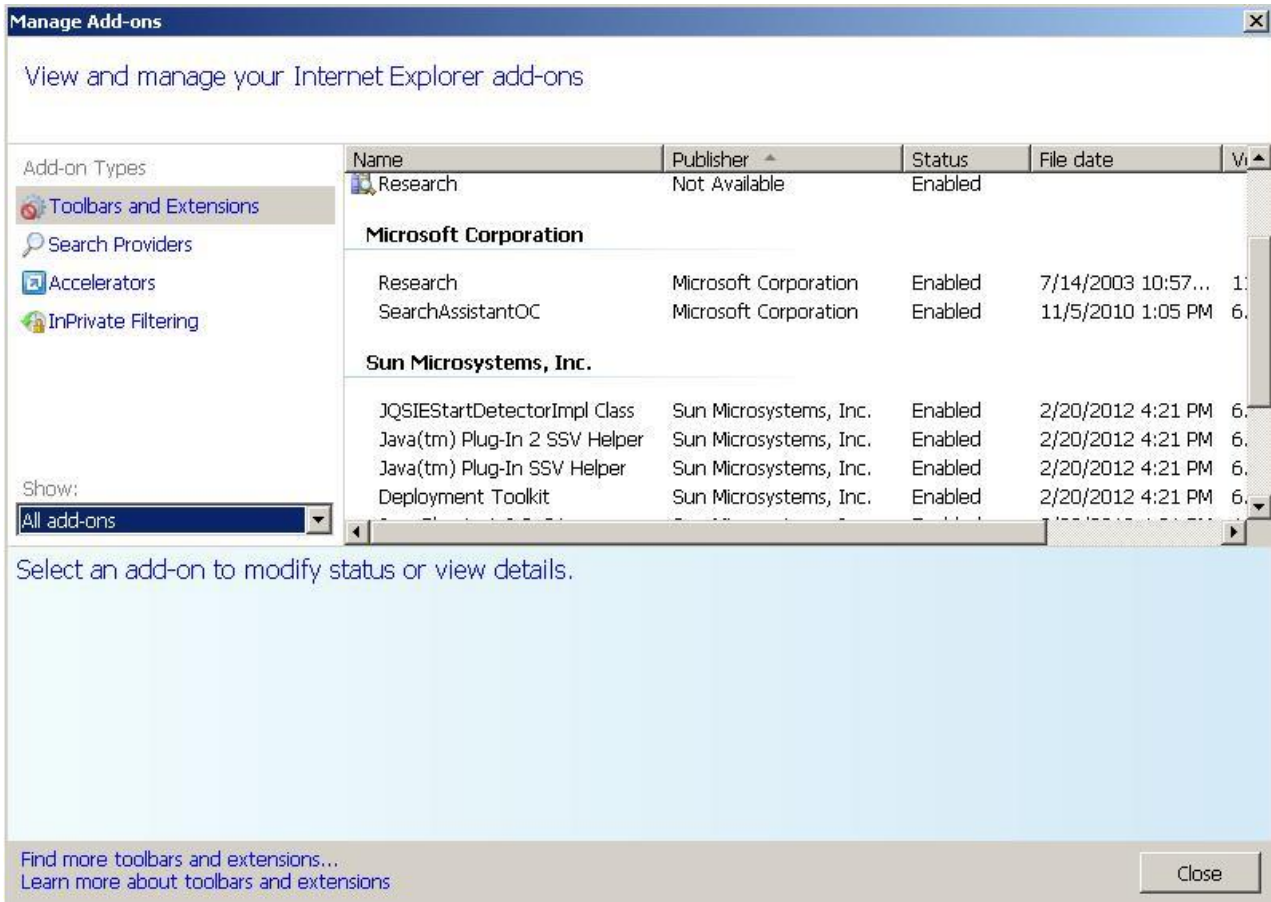 Manage Add-ons
View and manage your Internet Explorer add-ons
Add-on Types
Toolbars and Extensions
Search Providers
Accelerators
InPrivate Filtering
Show:
All add-ons
Name Publisher Status File date
Research Not Available Enabled
Microsoft Corporation
Research Microsoft Corporation Enabled 7/14/2003 10:57...
SearchAssistantOC Microsoft Corporation Enabled 11/5/2010 1:05 PM 6.
Sun Microsystems, Inc.
JQSIEStartDetectorImpl Class Sun Microsystems, Inc. Enabled 2/20/2012 4:21 PM 6.
Java(tm) Plug-In 2 SSV Helper Sun Microsystems, Inc. Enabled 2/20/2012 4:21 PM 6.
Java(tm) Plug-In SSV Helper Sun Microsystems, Inc. Enabled 2/20/2012 4:21 PM 6.
Deployment Toolkit Sun Microsystems, Inc. Enabled 2/20/2012 4:21 PM 6.
Select an add-on to modify status or view details.
Find more toolbars and extensions...
Learn more about toolbars and extensions
Close